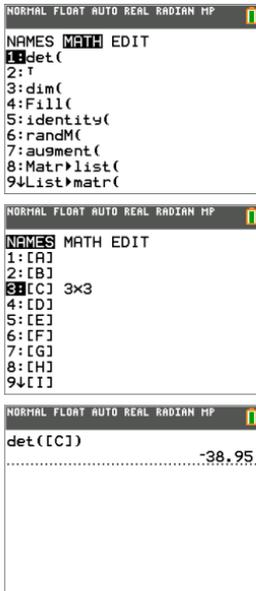 NORMAL FLOAT AUTO REAL RADIAN MP
NAMES MATH EDIT
1:det(
2:ᵀ
3:dim(
4:Fill(
5:identity(
6:randM(
7:augment(
8:Matr▶list(
9↓List▶matr(
NORMAL FLOAT AUTO REAL RADIAN MP
NAMES MATH EDIT
1:[A]
2:[B]
3:[C] 3×3
4:[D]
5:[E]
6:[F]
7:[G]
8:[H]
9↓[I]
NORMAL FLOAT AUTO REAL RADIAN MP
det([C])
-38.95